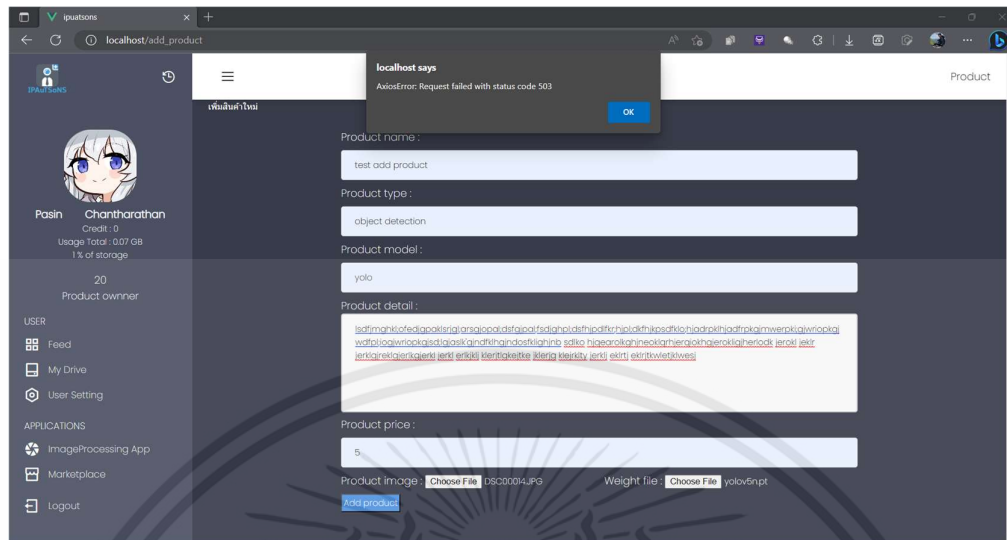 ipuatsons
localhost/add_product
IPAuTSoNS
Product
localhost says
AxiosError: Request failed with status code 503
OK
เพิ่มสินค้าใหม่
Pasin Chantharathan
Credit : 0
Usage Total : 0.07 GB
1 % of storage
20
Product ownner
USER
Feed
My Drive
User Setting
APPLICATIONS
ImageProcessing App
Marketplace
Logout
Product name :
test add product
Product type :
object detection
Product model :
yolo
Product detail :
Product price :
5
Product image : Choose File DSC00014.JPG Weight file : Choose File yolov5n.pt
Add product